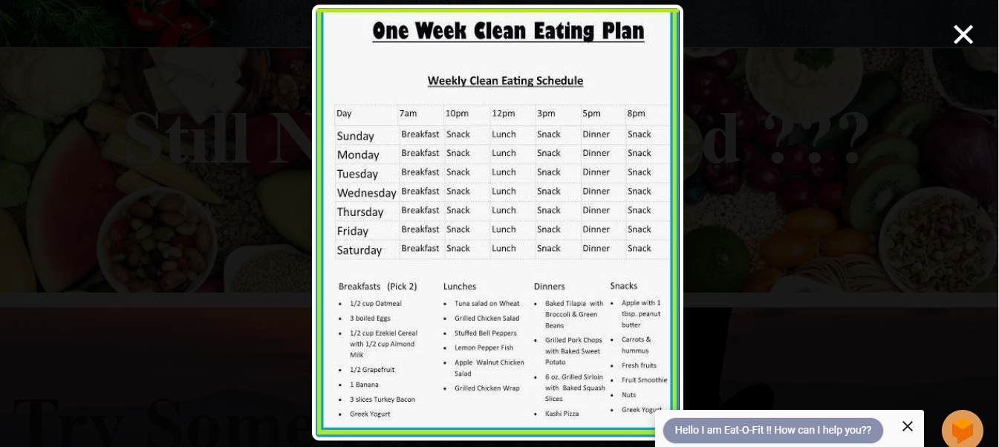 One Week Clean Eating Plan
Weekly Clean Eating Schedule
Day 7am 10pm 12pm 3pm 5pm 8pm
Sunday Breakfast Snack Lunch Snack Dinner Snack
Monday Breakfast Snack Lunch Snack Dinner Snack
Tuesday Breakfast Snack Lunch Snack Dinner Snack
Wednesday Breakfast Snack Lunch Snack Dinner Snack
Thursday Breakfast Snack Lunch Snack Dinner Snack
Friday Breakfast Snack Lunch Snack Dinner Snack
Saturday Breakfast Snack Lunch Snack Dinner Snack
Breakfasts (Pick 2)
• 1/2 cup Oatmeal
• 3 boiled Eggs
• 1/2 cup Ezekiel Cereal
with 1/2 cup Almond
Milk
• 1/2 Grapefruit
• 1 Banana
• 3 slices Turkey Bacon
• Greek Yogurt
Lunches
• Tuna salad on Wheat
• Grilled Chicken Salad
• Stuffed Bell Peppers
• Lemon Pepper Fish
• Apple Walnut Chicken
Salad
• Grilled Chicken Wrap
Dinners
• Baked Tilapia with
Broccoli & Green
Beans
• Grilled Pork Chops
with Baked Sweet
Potato
• 6 oz. Grilled Sirloin
with Baked Squash
Slices
• Kashi Pizza
Snacks
• Apple with 1
tbsp. peanut
butter
• Carrots &
hummus
• Fresh fruits
• Fruit Smoothie
• Nuts
• Greek Yogurt
Still ???
Try
Hello I am Eat-O-Fit !! How can I help you??